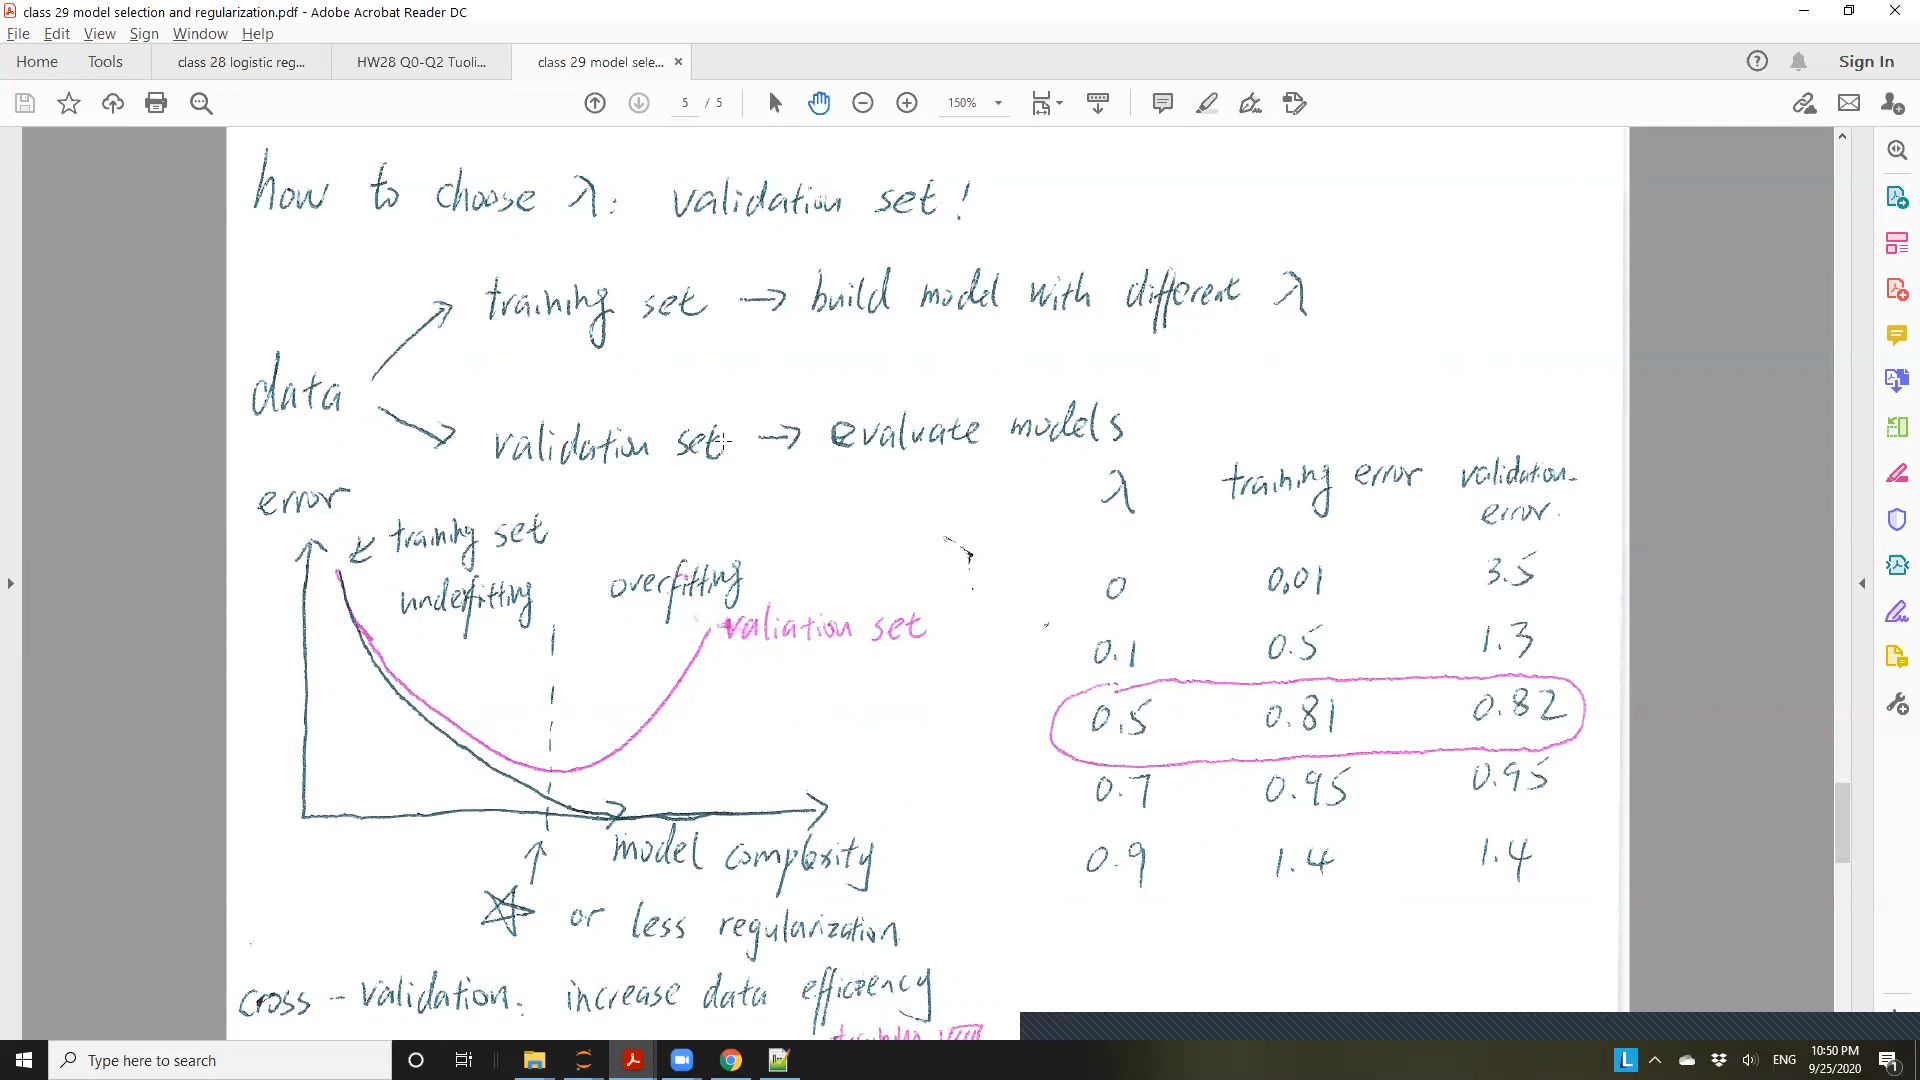 class 29 model selection and regularization.pdf - Adobe Acrobat Reader DC
File Edit View Sign Window Help
Home Tools class 28 logistic reg... HW28 Q0-Q2 Tuoli... class 29 model sele... × Sign In
5 / 5 150%
how to choose λ: validation set!
training set → build model with different λ
data
validation set → evaluate models
λ training error validation error
error
training set
underfitting overfitting
valiation set
0 0.01 3.5
0.1 0.5 1.3
0.5 0.81 0.82
0.7 0.95 0.95
0.9 1.4 1.4
model complexity
or less regularization
cross-validation: increase data efficiency
Type here to search
ENG
10:50 PM
9/25/2020